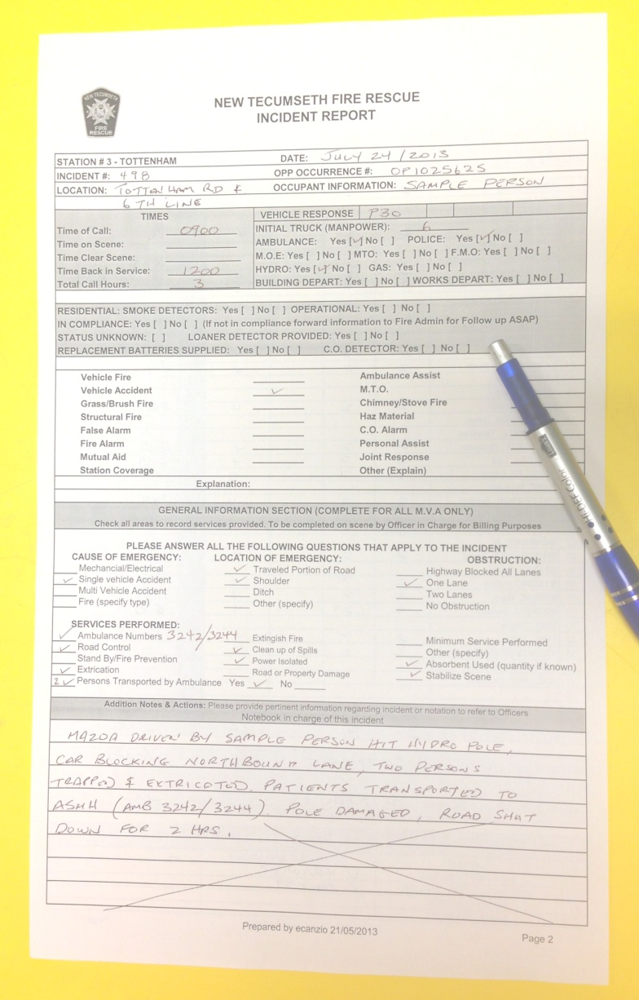 NEW TECUMSETH
FIRE
RESCUE
NEW TECUMSETH FIRE RESCUE
INCIDENT REPORT
STATION # 3 - TOTTENHAM DATE: JULY 24/2013
INCIDENT #: 498 OPP OCCURRENCE #: OP1025625
LOCATION: TOTTENHAM RD & OCCUPANT INFORMATION: SAMPLE PERSON
6TH LINE
TIMES VEHICLE RESPONSE P30
Time of Call: 0900 INITIAL TRUCK (MANPOWER): 6
Time on Scene: AMBULANCE: Yes [✓] No [ ] POLICE: Yes [✓] No [ ]
Time Clear Scene: M.O.E: Yes [ ] No [ ] MTO: Yes [ ] No [ ] F.M.O: Yes [ ] No [ ]
Time Back in Service: 1200 HYDRO: Yes [✓] No [ ] GAS: Yes [ ] No [ ]
Total Call Hours: 3 BUILDING DEPART: Yes [ ] No [ ] WORKS DEPART: Yes [ ] No [ ]
RESIDENTIAL: SMOKE DETECTORS: Yes [ ] No [ ] OPERATIONAL: Yes [ ] No [ ]
IN COMPLIANCE: Yes [ ] No [ ] (If not in compliance forward information to Fire Admin for Follow up ASAP)
STATUS UNKNOWN: [ ] LOANER DETECTOR PROVIDED: Yes [ ] No [ ]
REPLACEMENT BATTERIES SUPPLIED: Yes [ ] No [ ] C.O. DETECTOR: Yes [ ] No [ ]
Vehicle Fire Ambulance Assist
Vehicle Accident ✓ M.T.O.
Grass/Brush Fire Chimney/Stove Fire
Structural Fire Haz Material
False Alarm C.O. Alarm
Fire Alarm Personal Assist
Mutual Aid Joint Response
Station Coverage Other (Explain)
Explanation:
GENERAL INFORMATION SECTION (COMPLETE FOR ALL M.V.A ONLY)
Check all areas to record services provided. To be completed on scene by Officer in Charge for Billing Purposes
PLEASE ANSWER ALL THE FOLLOWING QUESTIONS THAT APPLY TO THE INCIDENT
CAUSE OF EMERGENCY: LOCATION OF EMERGENCY: OBSTRUCTION:
Mechancial/Electrical ✓ Traveled Portion of Road Highway Blocked All Lanes
✓ Single vehicle Accident ✓ Shoulder ✓ One Lane
Multi Vehicle Accident Ditch Two Lanes
Fire (specify type) Other (specify) No Obstruction
SERVICES PERFORMED:
✓ Ambulance Numbers 3242/3244 Extingish Fire Minimum Service Performed
✓ Road Control ✓ Clean up of Spills Other (specify)
Stand By/Fire Prevention ✓ Power Isolated ✓ Absorbent Used (quantity if known)
✓ Extrication Road or Property Damage ✓ Stabilize Scene
2 ✓ Persons Transported by Ambulance Yes ✓ No
Addition Notes & Actions: Please provide pertinent information regarding incident or notation to refer to Officers
Notebook in charge of this incident
MAZDA DRIVEN BY SAMPLE PERSON HIT HYDRO POLE,
CAR BLOCKING NORTHBOUND LANE, TWO PERSONS
TRAPPED & EXTRICATED. PATIENTS TRANSPORTED TO
ASMH (AMB 3242/3244). POLE DAMAGED, ROAD SHUT
DOWN FOR 2 HRS.
Prepared by ecanzio 21/05/2013
Page 2
Hi-DEF Color